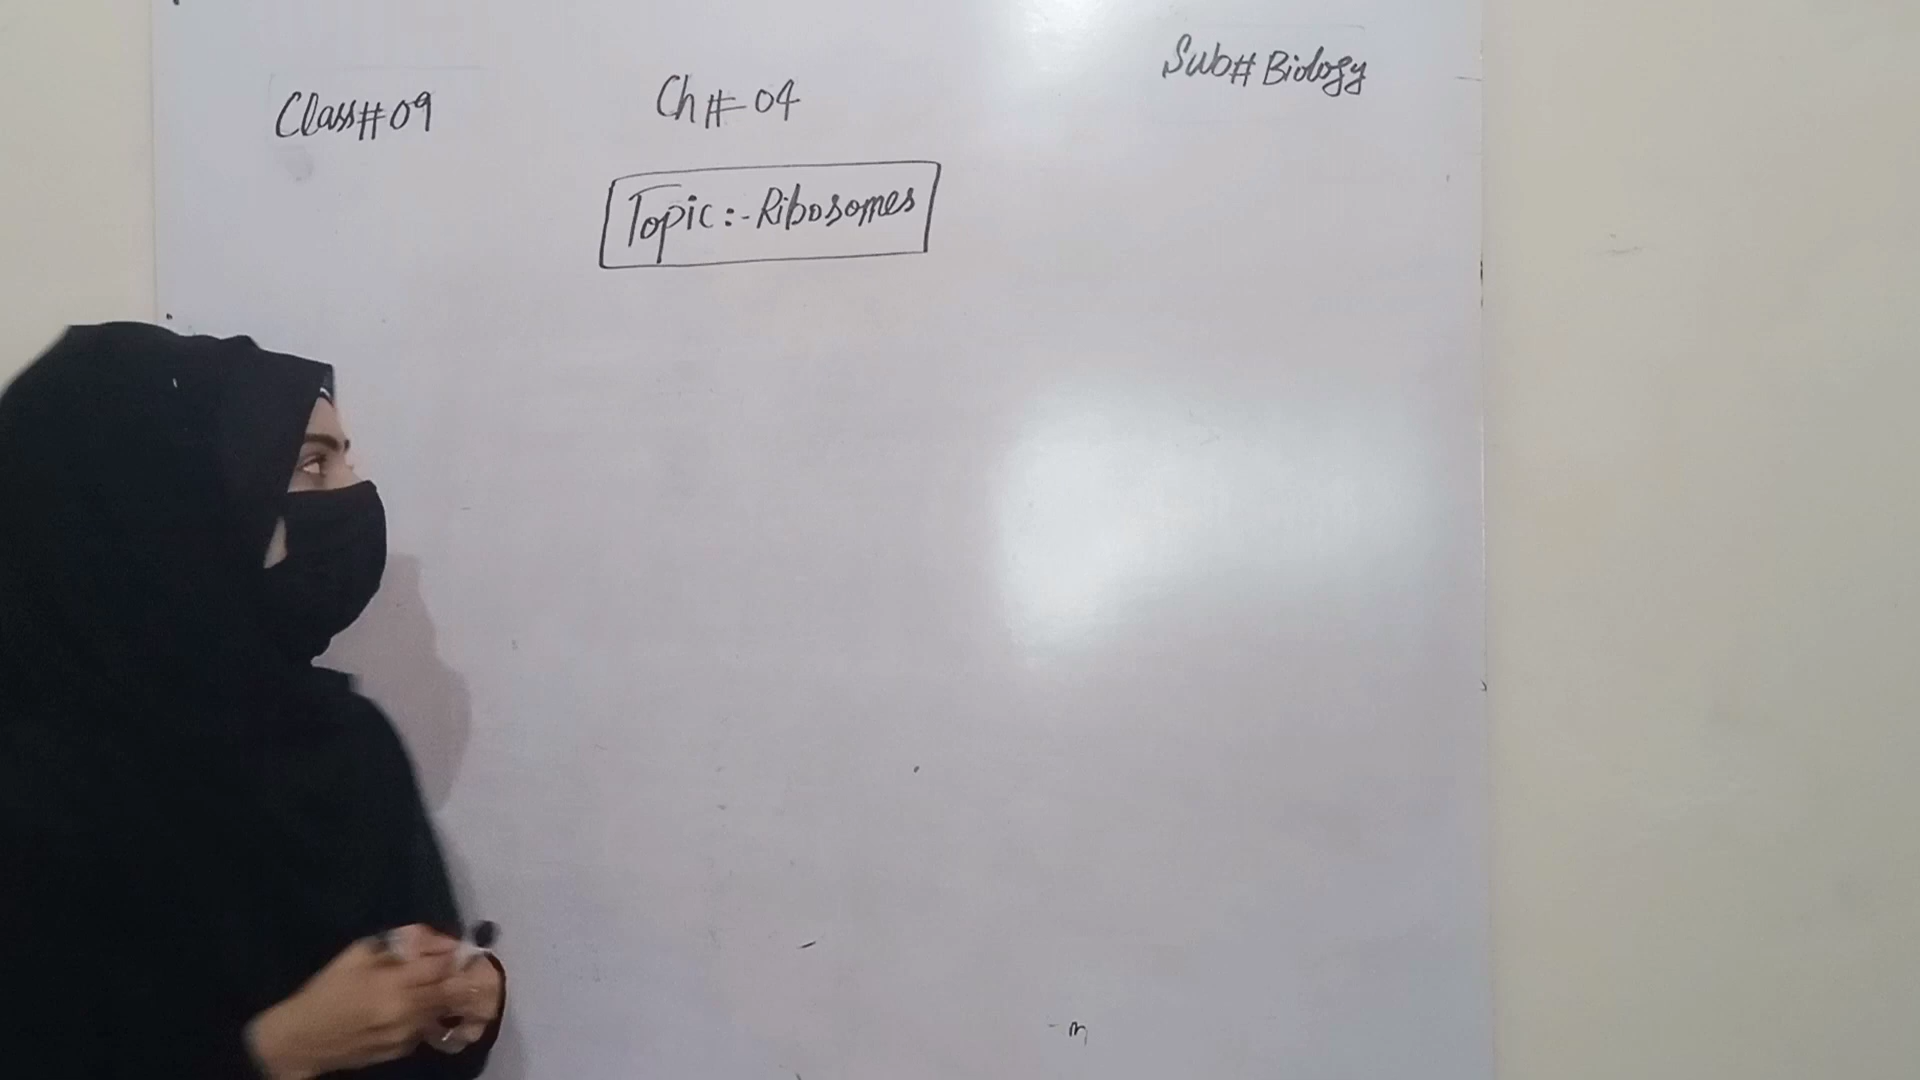 Class# 09
Ch # 04
Sub# Biology
Topic :- Ribosomes